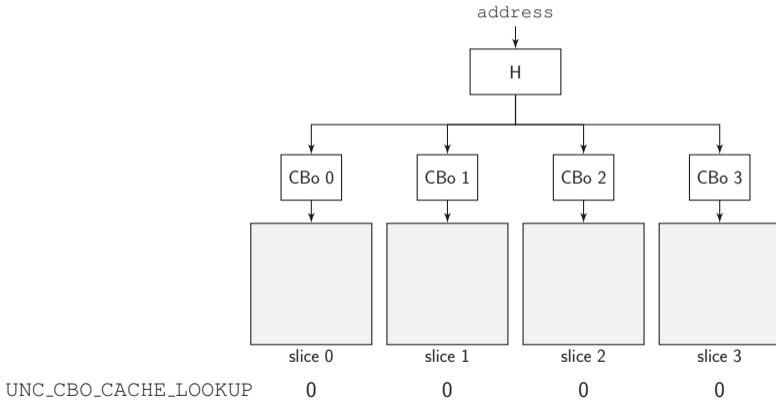 address
H
CBo 0 CBo 1 CBo 2 CBo 3
slice 0 slice 1 slice 2 slice 3
UNC_CBO_CACHE_LOOKUP 0 0 0 0